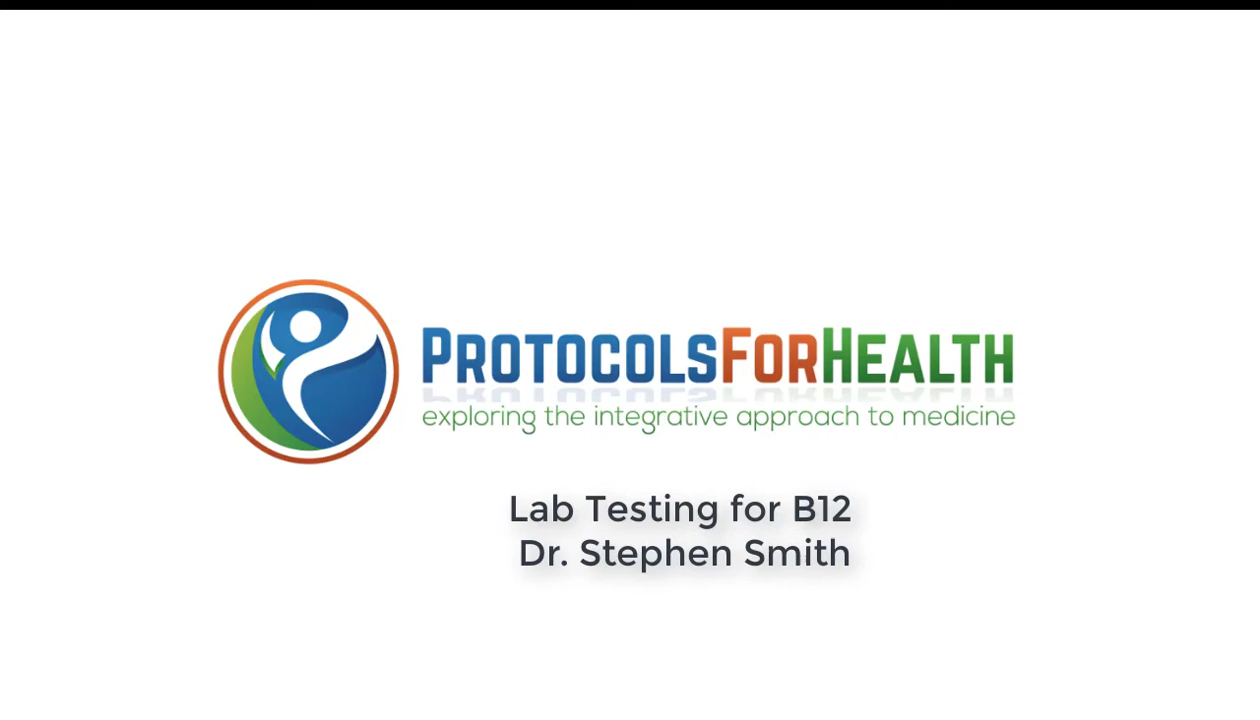 PROTOCOLSFORHEALTH
exploring the integrative approach to medicine
Lab Testing for B12
Dr. Stephen Smith